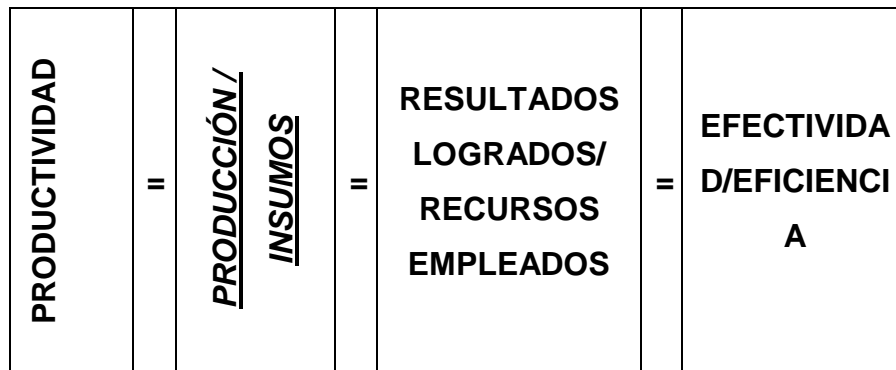 PRODUCTIVIDAD
=
PRODUCCIÓN /
INSUMOS
=
RESULTADOS
LOGRADOS/
RECURSOS
EMPLEADOS
=
EFECTIVIDA
D/EFICIENCI
A